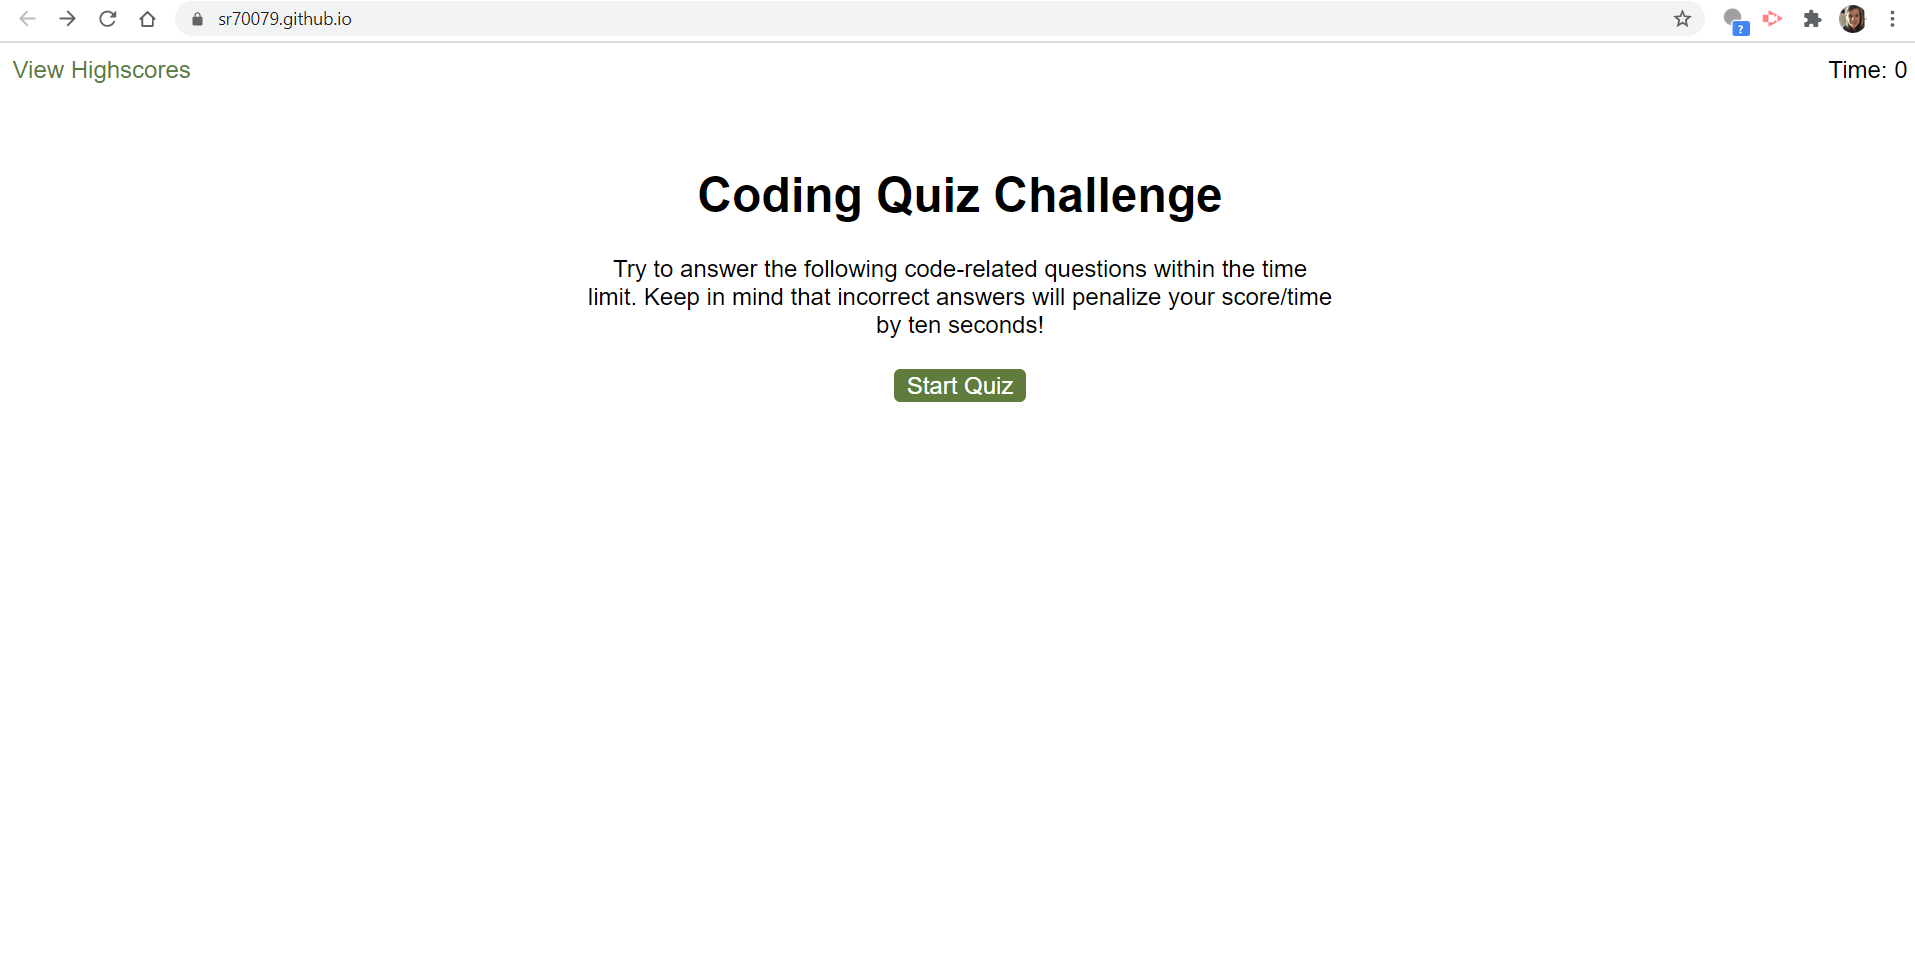 sr70079.github.io
?
View Highscores
Time: 0
Coding Quiz Challenge
Try to answer the following code-related questions within the time
limit. Keep in mind that incorrect answers will penalize your score/time
by ten seconds!
Start Quiz